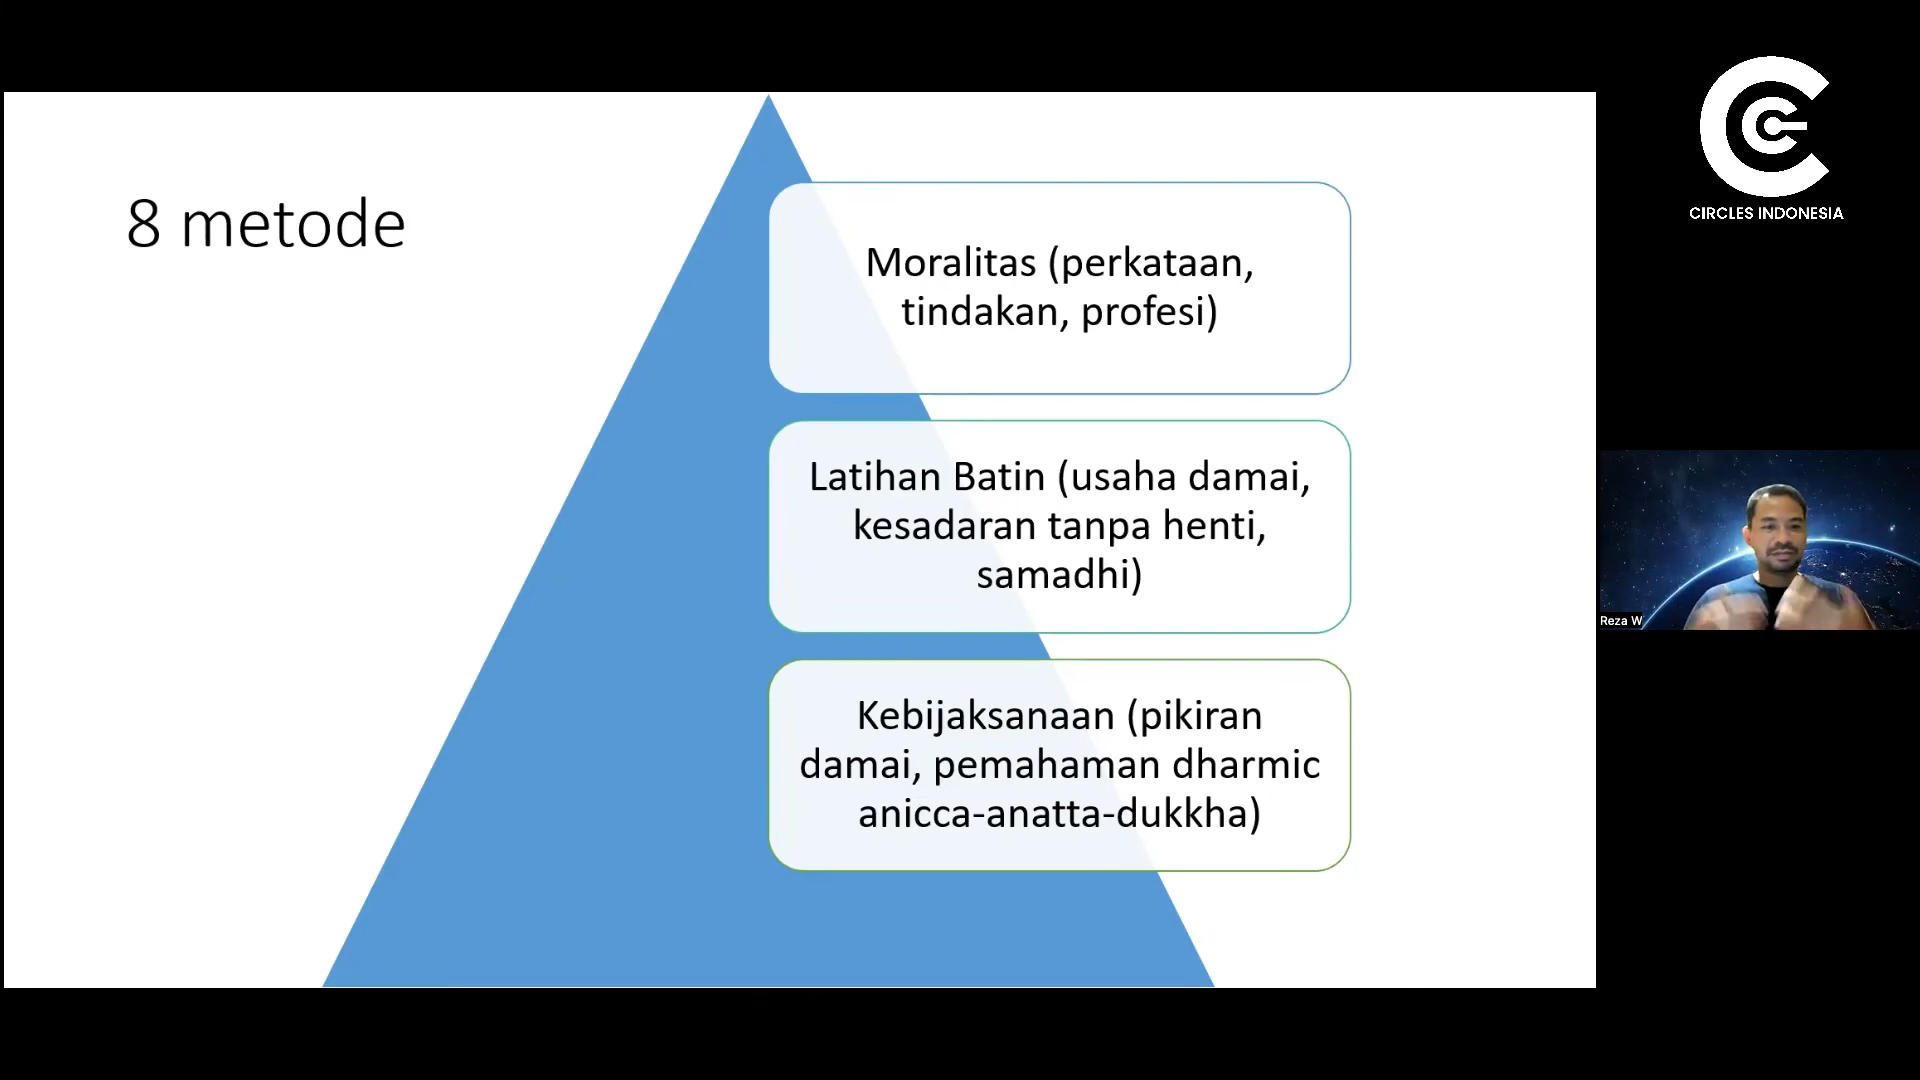 8 metode
Moralitas (perkataan,
tindakan, profesi)
Latihan Batin (usaha damai,
kesadaran tanpa henti,
samadhi)
Kebijaksanaan (pikiran
damai, pemahaman dharmic
anicca-anatta-dukkha)
CIRCLES INDONESIA
Reza W